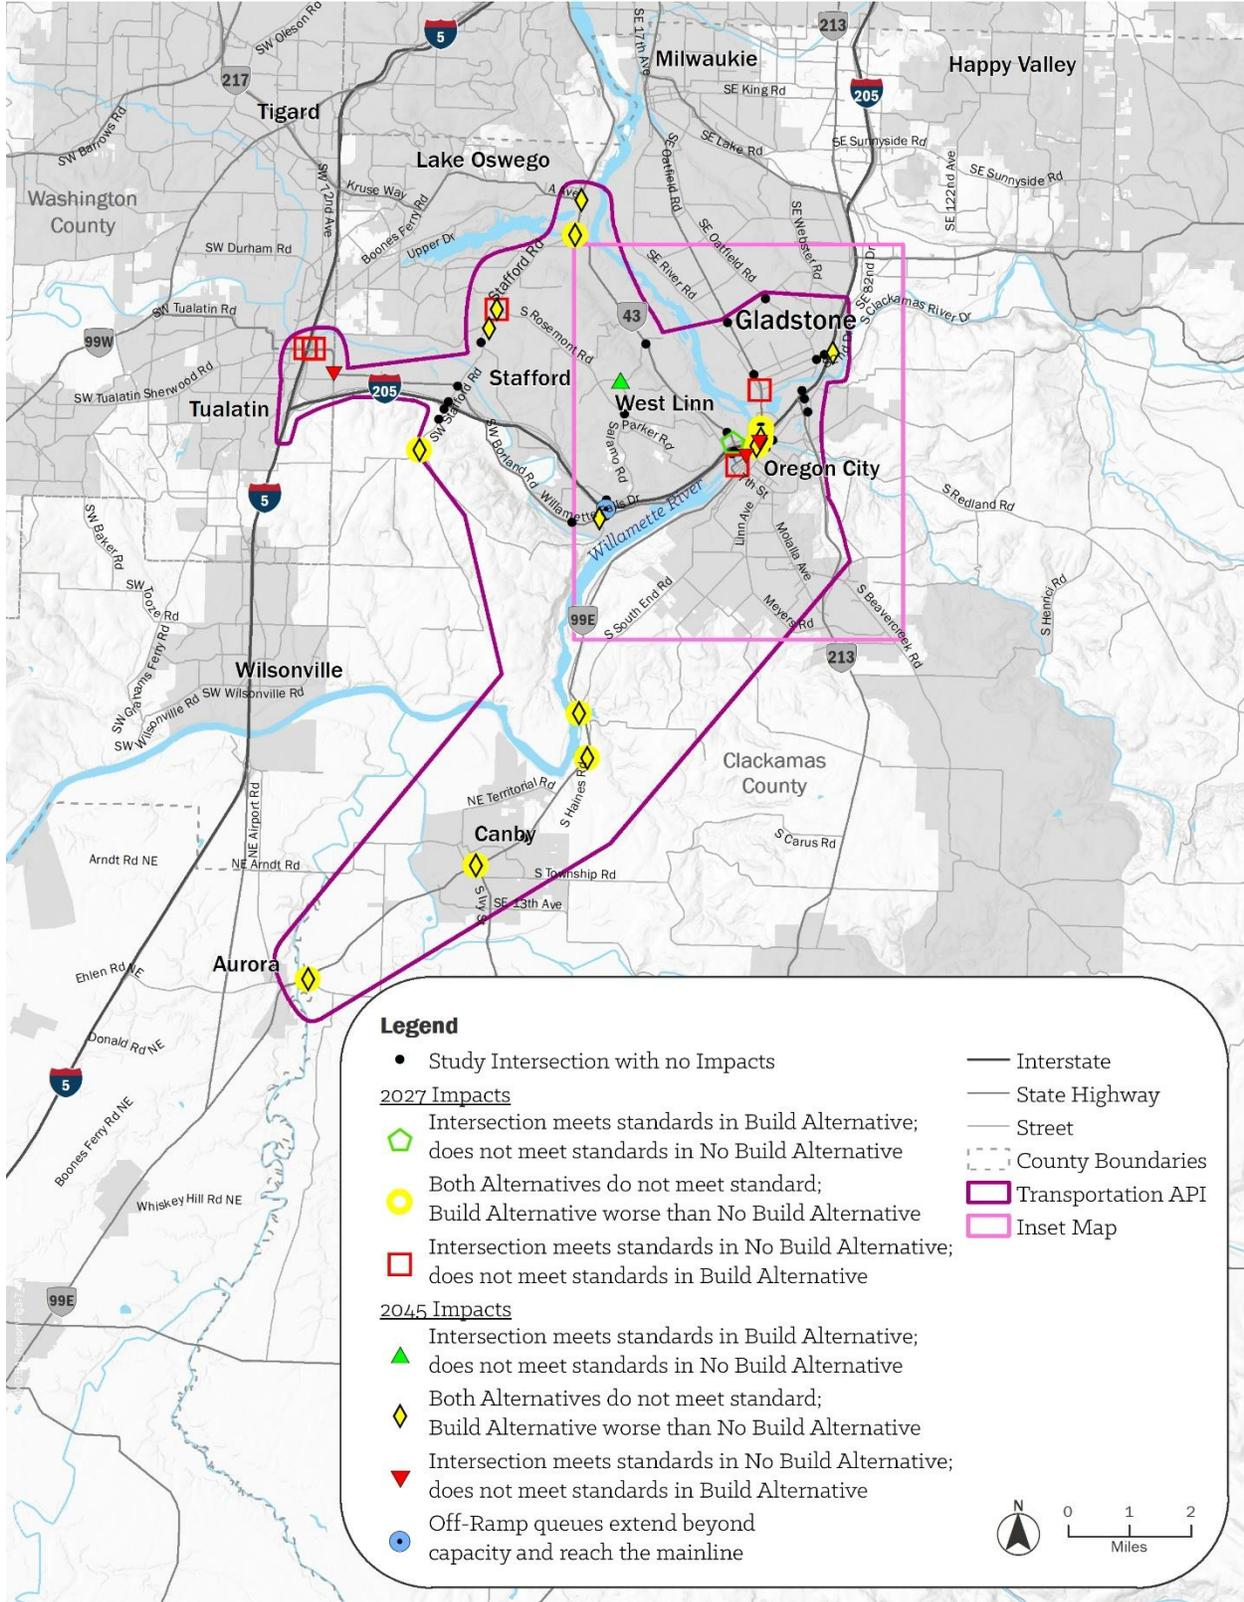 SW Oleson Rd
5
SE 17th Ave
213
Milwaukie
Happy Valley
217
SE King Rd
205
Tigard
SW Barrows Rd
SE Lake Rd
SE Sunnyside Rd
Lake Oswego
SE Oatfield Rd
SE 122nd Ave
SE Sunnyside Rd
SW 72nd Ave
Kruse Way
A Ave
Washington
County
Boones Ferry Rd
SE Webster Rd
SW Durham Rd
Upper Dr
SE Oatfield Rd
Stafford Rd
SE River Rd
SE 82nd Dr
SW Tualatin Rd
S Clackamas River Dr
S Rosemont Rd
43
Gladstone
99W
SW Tualatin Sherwood Rd
205
Stafford
Tualatin
SW Stafford Rd
West Linn
S Parker Rd
Salamo Rd
SW Borland Rd
Oregon City
7th St
5
Willamette Falls Dr
S Redland Rd
Willamette River
Linn Ave
SW Baker Rd
Molalla Ave
SW Tooze Rd
S South End Rd
Meyers Rd
S Beavercreek Rd
S Henrici Rd
99E
SW Grahams Ferry Rd
213
Wilsonville
SW Wilsonville Rd
SW Wilsonville Rd
Clackamas
County
NE Territorial Rd
S Haines Rd
NE Airport Rd
Canby
S Carus Rd
Arndt Rd NE
NE Arndt Rd
S Township Rd
S Ivy St
SE 13th Ave
Aurora
Ehlen Rd NE
Donald Rd NE
5
Boones Ferry Rd NE
Whiskey Hill Rd NE
99E
Legend
Study Intersection with no Impacts
2027 Impacts
Intersection meets standards in Build Alternative;
does not meet standards in No Build Alternative
Both Alternatives do not meet standard;
Build Alternative worse than No Build Alternative
Intersection meets standards in No Build Alternative;
does not meet standards in Build Alternative
2045 Impacts
Intersection meets standards in Build Alternative;
does not meet standards in No Build Alternative
Both Alternatives do not meet standard;
Build Alternative worse than No Build Alternative
Intersection meets standards in No Build Alternative;
does not meet standards in Build Alternative
Off-Ramp queues extend beyond
capacity and reach the mainline
Interstate
State Highway
Street
County Boundaries
Transportation API
Inset Map
N
0 1 2
Miles